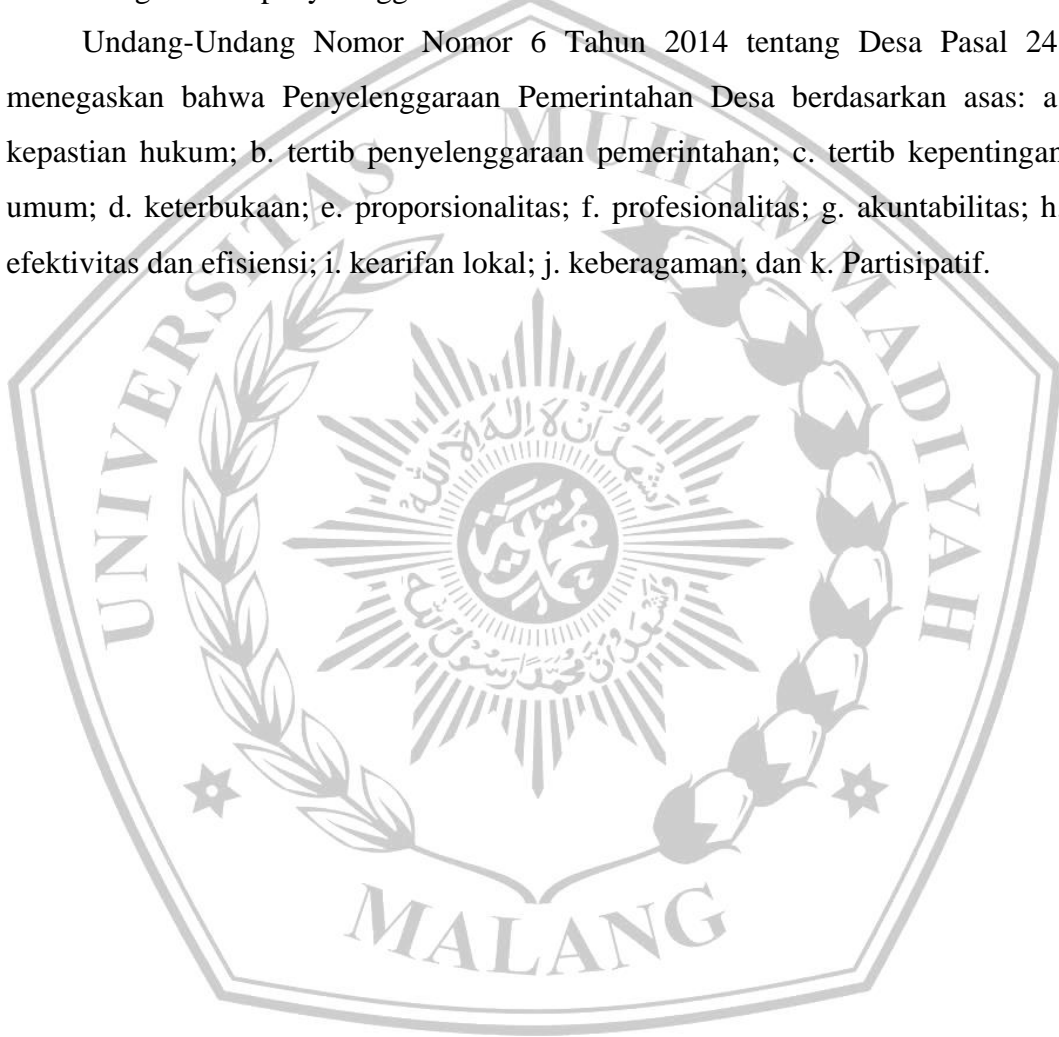 Undang-Undang Nomor Nomor 6 Tahun 2014 tentang Desa Pasal 24
menegaskan bahwa Penyelenggaraan Pemerintahan Desa berdasarkan asas: a
kepastian hukum; b. tertib penyelenggaraan pemerintahan; c. tertib kepentingan
umum; d. keterbukaan; e. proporsionalitas; f. profesionalitas; g. akuntabilitas; h
efektivitas dan efisiensi; i. kearifan lokal; j. keberagaman; dan k. Partisipatif.
UNIVERSITAS MUHAMMADIYAH
MALANG